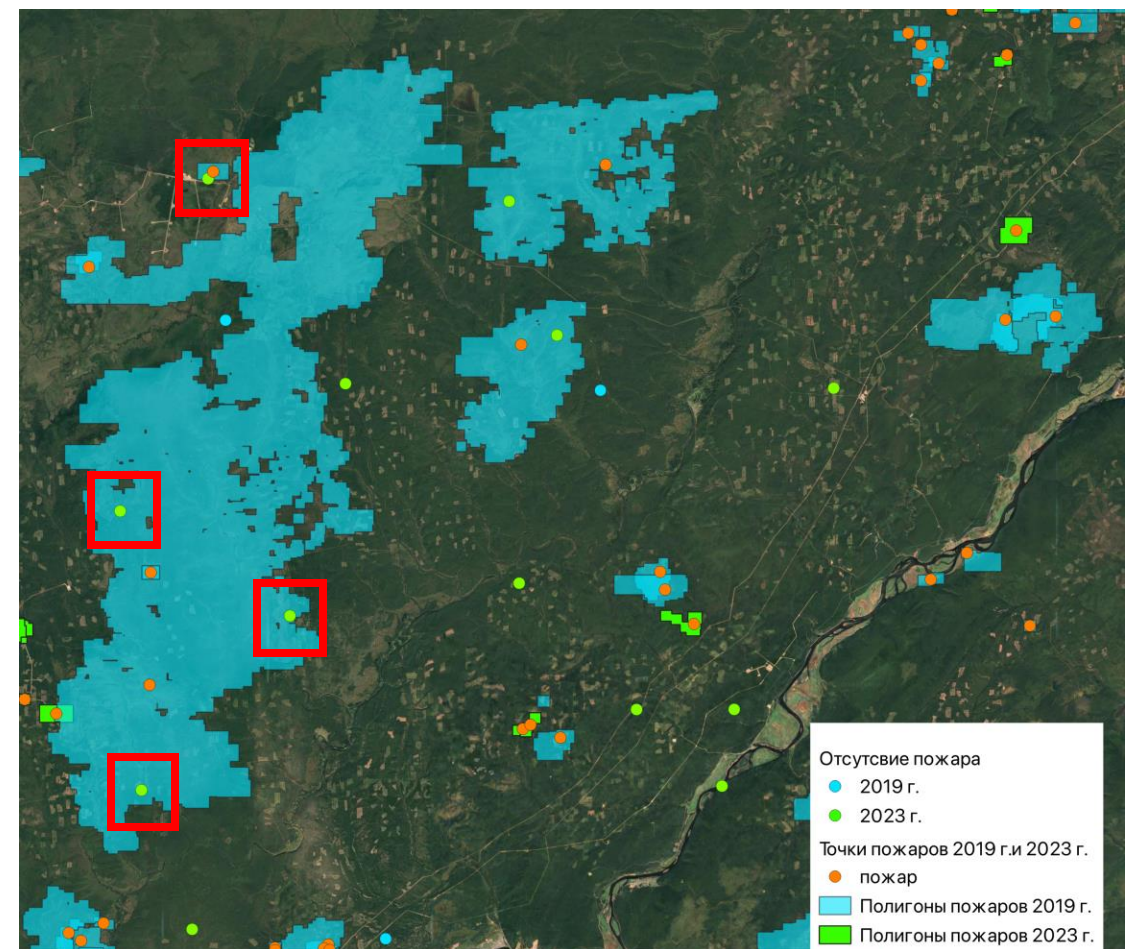 Отсутсвие пожара
2019 г.
2023 г.
Точки пожаров 2019 г.и 2023 г.
пожар
Полигоны пожаров 2019 г.
Полигоны пожаров 2023 г.